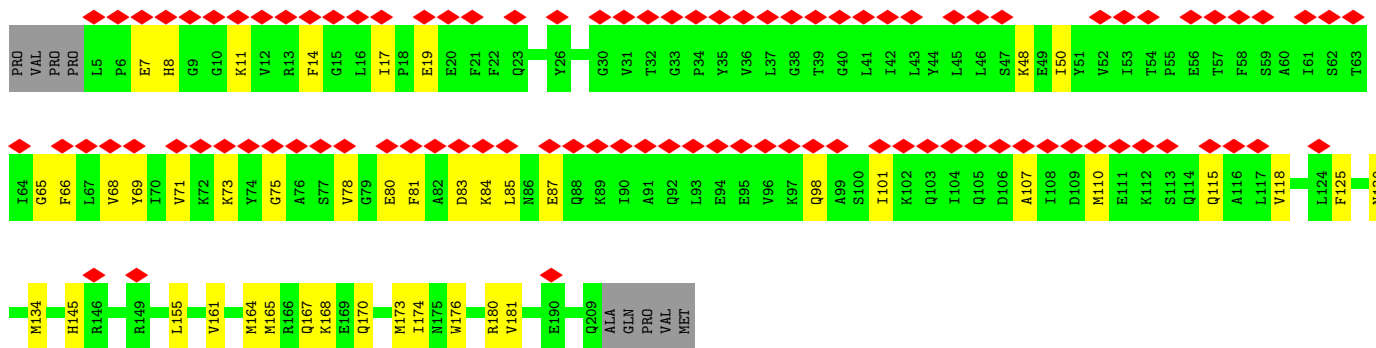 PRO VAL PRO PRO L5 P6 E7 H8 G9 G10 K11 V12 R13 F14 G15 L16 I17 P18 E19 E20 F21 F22 Q23 Y26 G30 V31 T32 G33 P34 Y35 V36 L37 G38 T39 G40 L41 I42 L43 Y44 L45 L46 S47 K48 E49 I50 Y51 V52 I53 T54 P55 E56 T57 F58 S59 A60 I61 S62 T63
I64 G65 F66 L67 V68 Y69 I70 V71 K72 K73 Y74 G75 A76 S77 V78 G79 E80 F81 A82 D83 K84 L85 N86 E87 Q88 K89 I90 A91 Q92 L93 E94 E95 V96 K97 Q98 A99 S100 I101 K102 Q103 I104 Q105 D106 A107 I108 D109 M110 E111 K112 S113 Q114 Q115 A116 L117 V118 L124 F125
M134 H145 R146 R149 L155 V161 M164 M165 R166 Q167 K168 E169 Q170 M173 I174 N175 W176 R180 V181 E190 Q209 ALA GLN PRO VAL MET